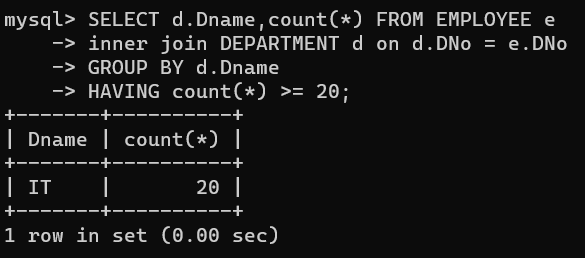 mysql> SELECT d.Dname,count(*) FROM EMPLOYEE e
    -> inner join DEPARTMENT d on d.DNo = e.DNo
    -> GROUP BY d.Dname
    -> HAVING count(*) >= 20;
+-------+----------+
| Dname | count(*) |
+-------+----------+
| IT    |       20 |
+-------+----------+
1 row in set (0.00 sec)